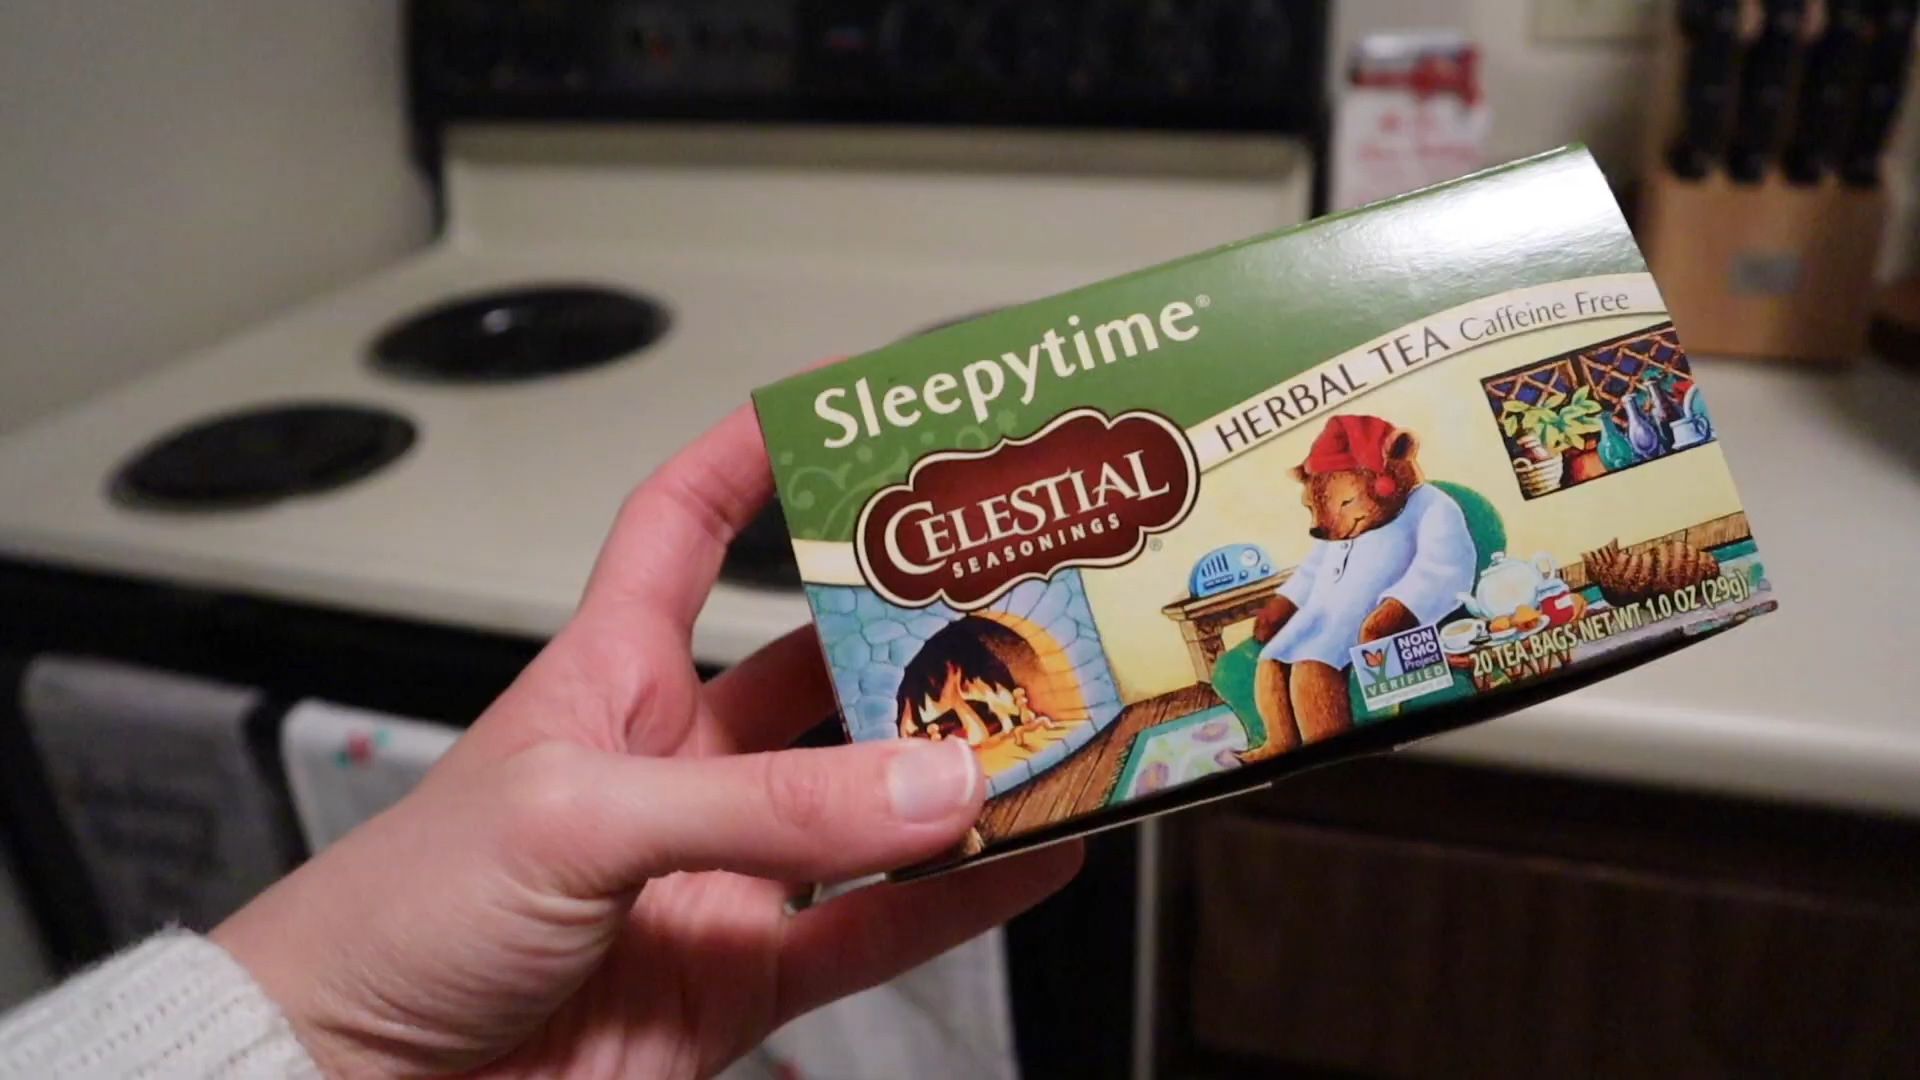 Sleepytime®
HERBAL TEA Caffeine Free
CELESTIAL
SEASONINGS®
NON
GMO
Project
VERIFIED
20 TEA BAGS NET WT 1.0 OZ (29g)